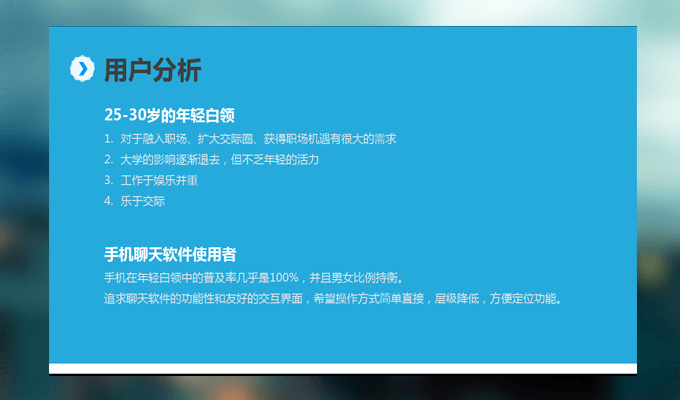 用户分析
25-30岁的年轻白领
1. 对于融入职场、扩大交际圈、获得职场机遇有很大的需求
2. 大学的影响逐渐退去，但不乏年轻的活力
3. 工作于娱乐并重
4. 乐于交际
手机聊天软件使用者
手机在年轻白领中的普及率几乎是100%，并且男女比例持衡。
追求聊天软件的功能性和友好的交互界面，希望操作方式简单直接，层级降低，方便定位功能。